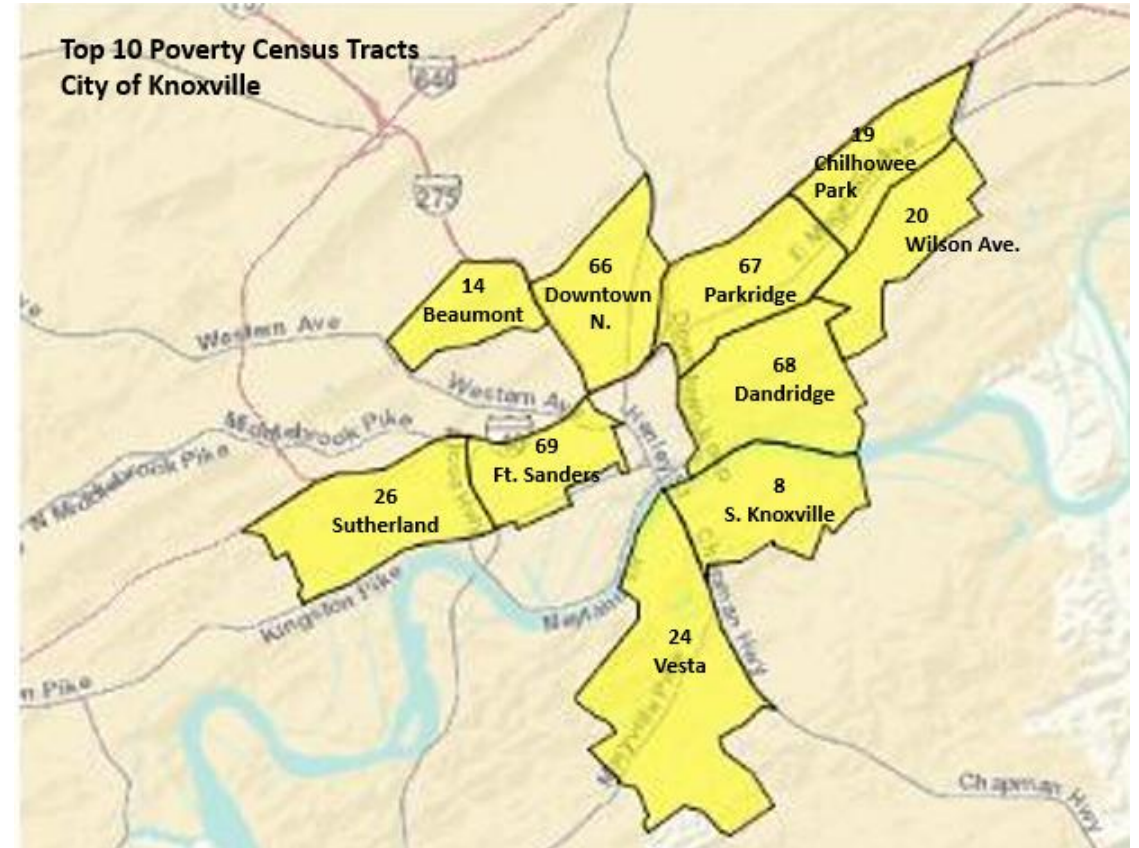 Top 10 Poverty Census Tracts
City of Knoxville
640
275
19
Chilhowee
Park
20
Wilson Ave.
66
Downtown
N.
67
Parkridge
14
Beaumont
Western Ave
68
Dandridge
Western Av
Middlebrook Pike
N Middlebrook Pike
69
Ft. Sanders
26
Sutherland
8
S. Knoxville
Kingston Pike
24
Vesta
n Pike
Chapman Hwy